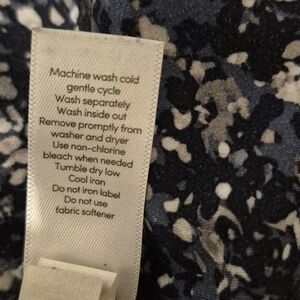 Machine wash cold
gentle cycle
Wash separately
Wash inside out
Remove promptly from
washer and dryer
Use non-chlorine
bleach when needed
Tumble dry low
Cool iron
Do not iron label
Do not use
fabric softener